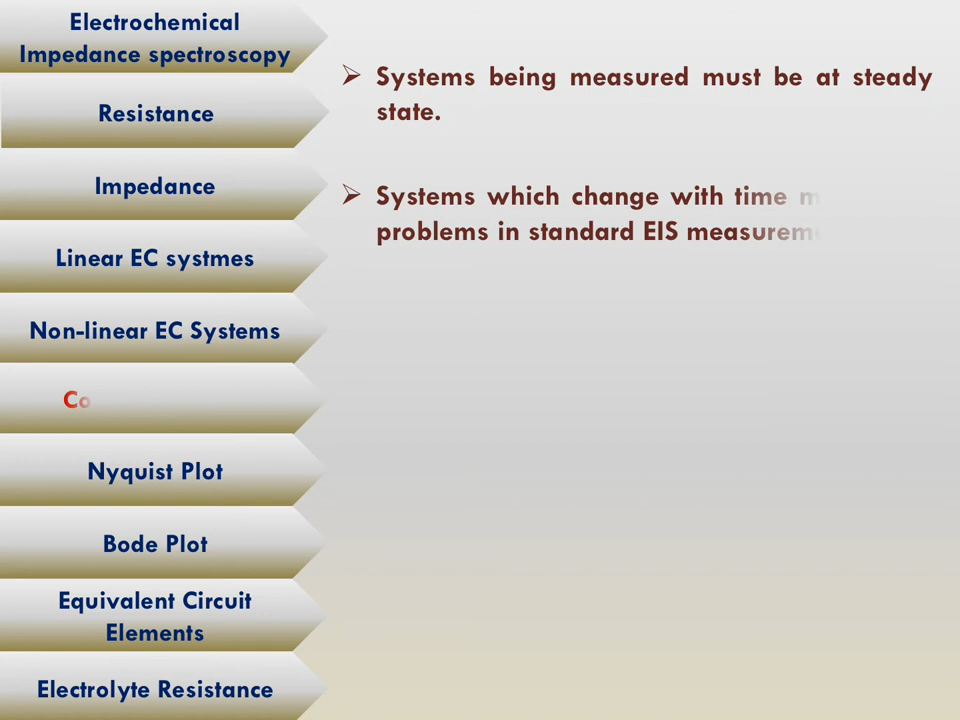 Electrochemical
Impedance spectroscopy
Resistance
Impedance
Linear EC systmes
Non-linear EC Systems
Nyquist Plot
Bode Plot
Equivalent Circuit
Elements
Electrolyte Resistance
➢ Systems being measured must be at steady
state.
➢ Systems which change with time
problems in standard EIS